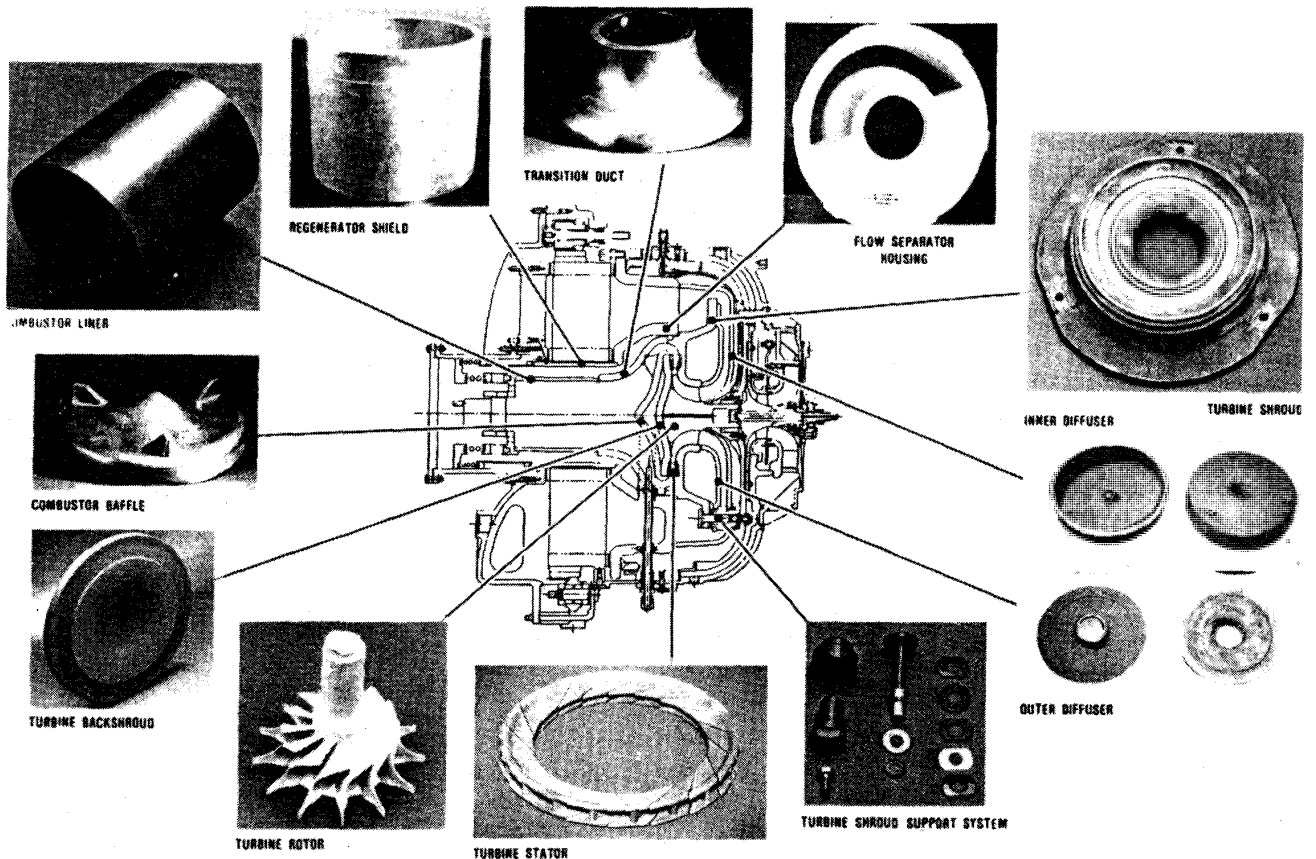 TRANSITION DUCT
REGENERATOR SHIELD
FLOW SEPARATOR
HOUSING
MBUSTOR LINER
INNER DIFFUSER
TURBINE SHROUD
COMBUSTOR BAFFLE
TURBINE BACKSHROUD
OUTER DIFFUSER
TURBINE ROTOR
TURBINE STATOR
TURBINE SHROUD SUPPORT SYSTEM